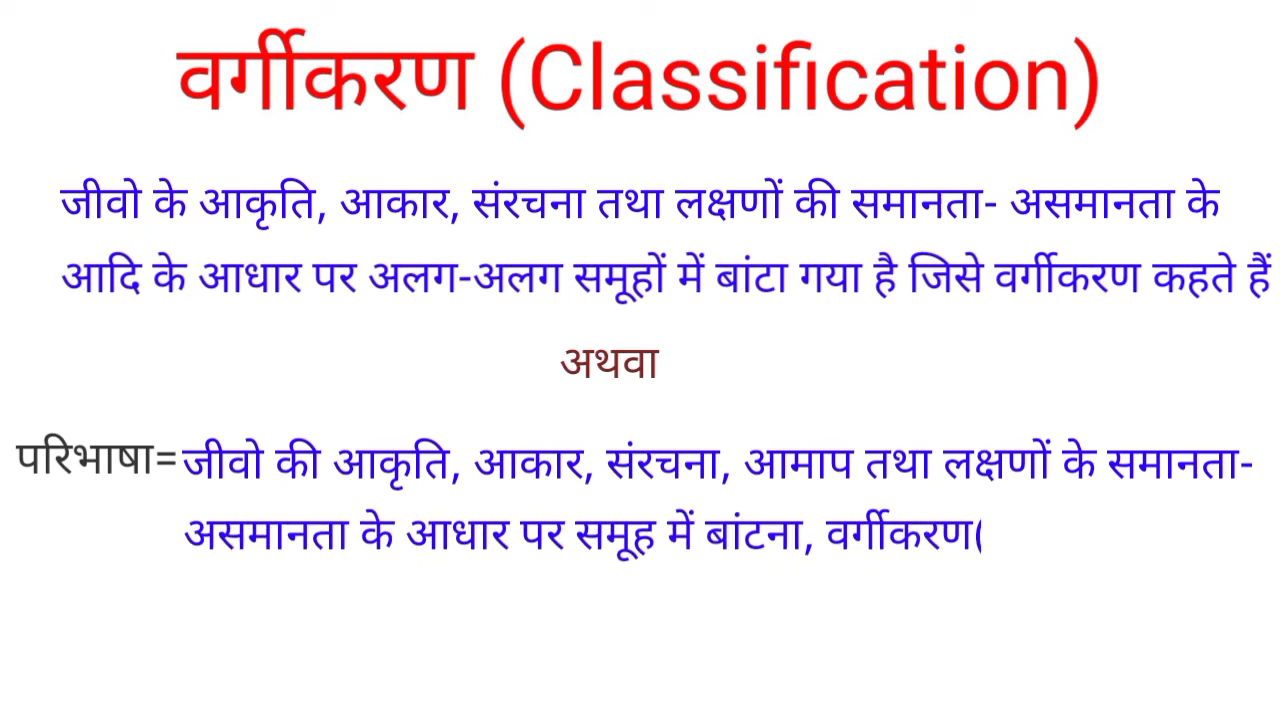 वर्गीकरण (Classification)
जीवो के आकृति, आकार, संरचना तथा लक्षणों की समानता- असमानता के
आदि के आधार पर अलग-अलग समूहों में बांटा गया है जिसे वर्गीकरण कहते हैं
अथवा
परिभाषा=जीवो की आकृति, आकार, संरचना, आमाप तथा लक्षणों के समानता-
असमानता के आधार पर समूह में बांटना, वर्गीकरण(